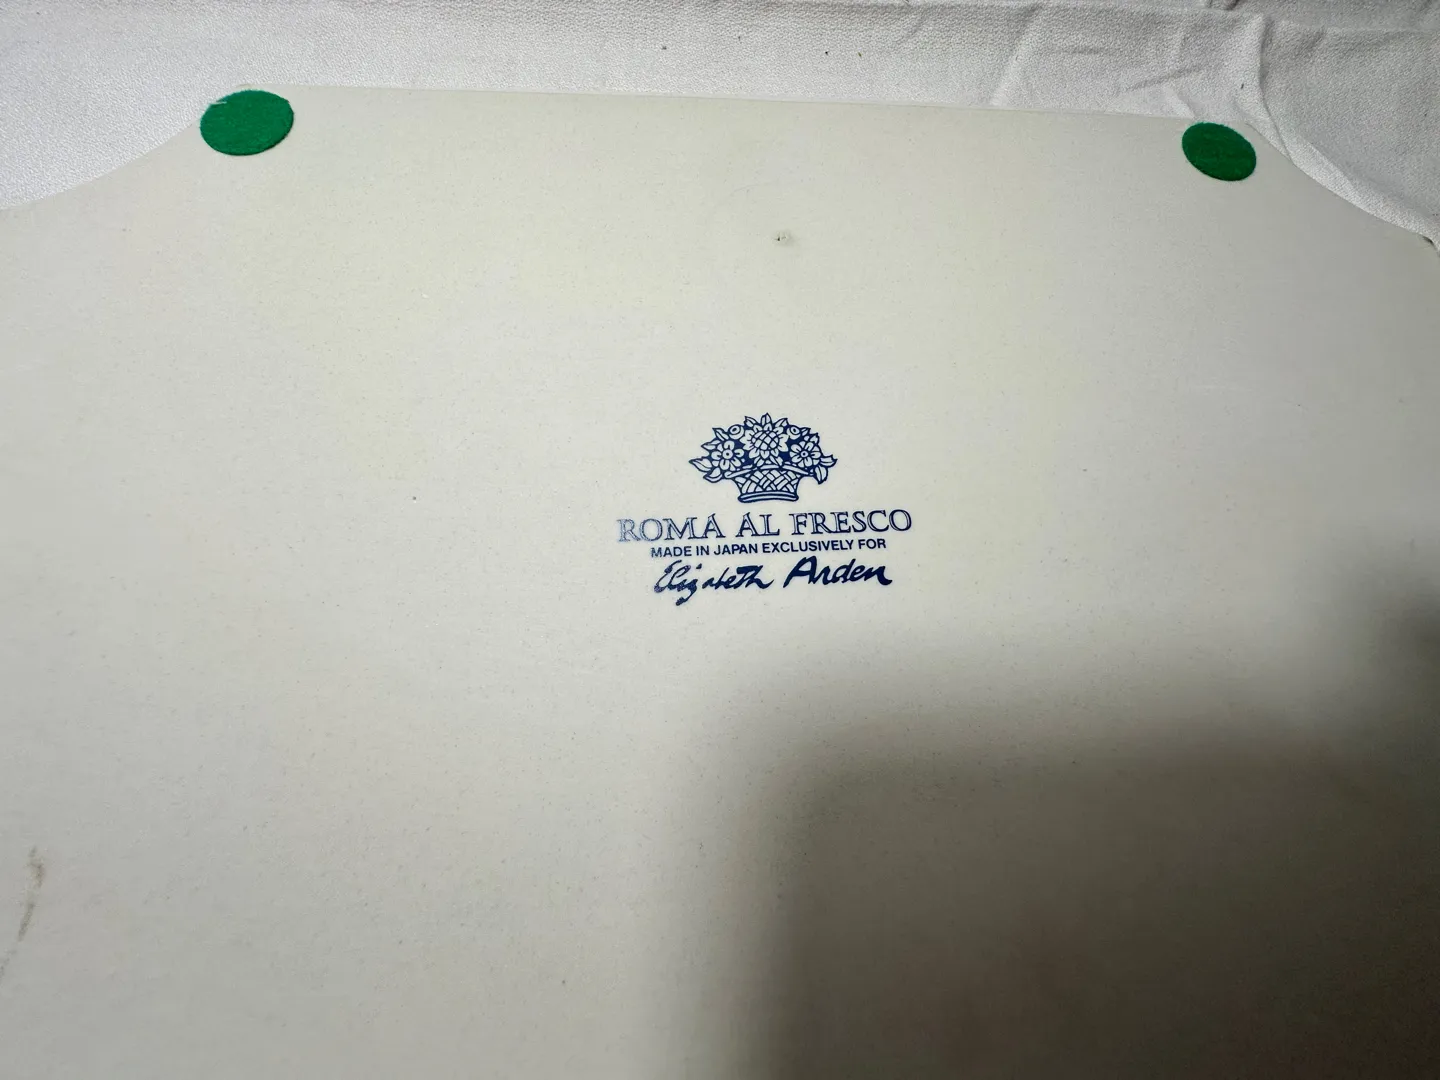 ROMA AL FRESCO
MADE IN JAPAN EXCLUSIVELY FOR
Elizabeth Arden